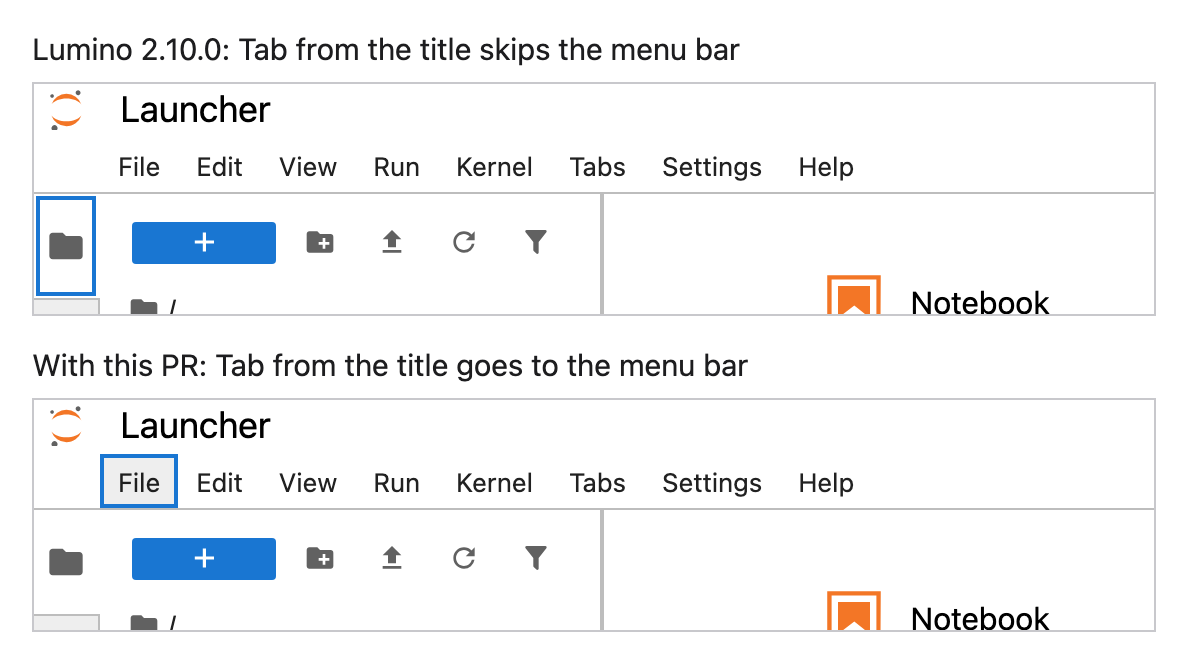 Lumino 2.10.0: Tab from the title skips the menu bar
Launcher
File Edit View Run Kernel Tabs Settings Help
+
/
Notebook
With this PR: Tab from the title goes to the menu bar
Launcher
File Edit View Run Kernel Tabs Settings Help
+
/
Notebook